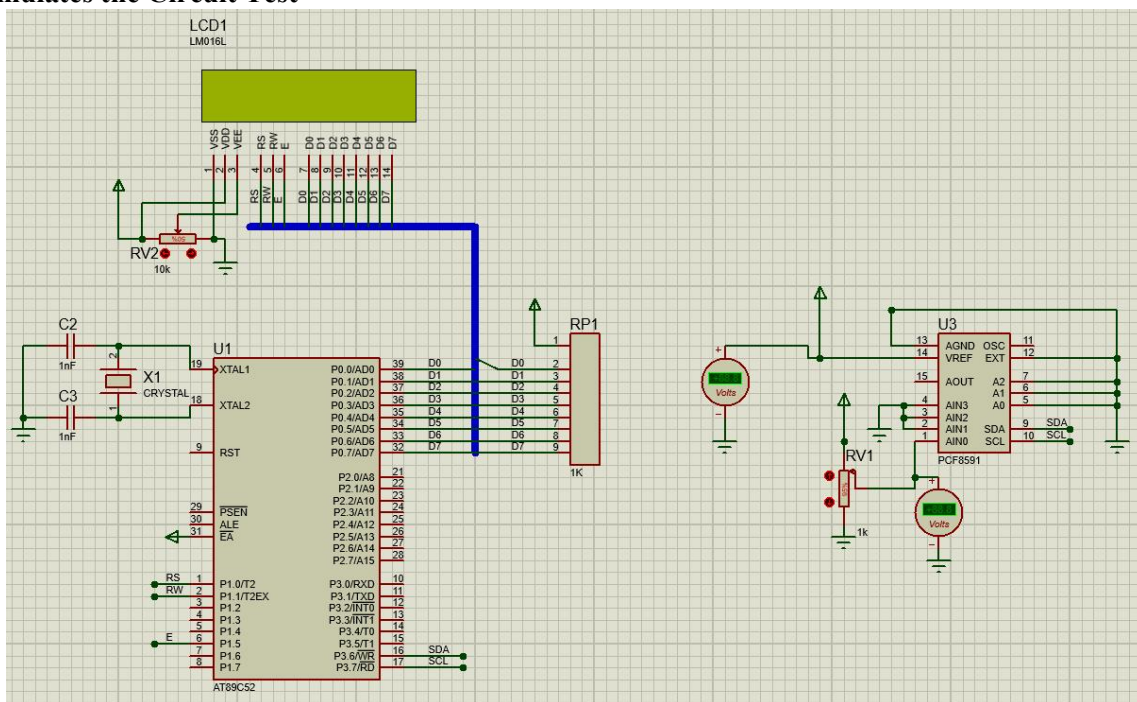 mulates the Circuit Test
LCD1
LM016L
VSS VDD VEE RS RW E D0 D1 D2 D3 D4 D5 D6 D7
1 2 3 4 5 6 7 8 9 10 11 12 13 14
RS RW E D0 D1 D2 D3 D4 D5 D6 D7
RV2
10k
C2
1nF
X1
CRYSTAL
2
1
C3
1nF
U1
19 XTAL1
18 XTAL2
9 RST
29 PSEN
30 ALE
31 EA
RS 1 P1.0/T2
RW 2 P1.1/T2EX
3 P1.2
4 P1.3
5 P1.4
E 6 P1.5
7 P1.6
8 P1.7
P0.0/AD0 39 D0
P0.1/AD1 38 D1
P0.2/AD2 37 D2
P0.3/AD3 36 D3
P0.4/AD4 35 D4
P0.5/AD5 34 D5
P0.6/AD6 33 D6
P0.7/AD7 32 D7
P2.0/A8 21
P2.1/A9 22
P2.2/A10 23
P2.3/A11 24
P2.4/A12 25
P2.5/A13 26
P2.6/A14 27
P2.7/A15 28
P3.0/RXD 10
P3.1/TXD 11
P3.2/INT0 12
P3.3/INT1 13
P3.4/T0 14
P3.5/T1 15
P3.6/WR 16 SDA
P3.7/RD 17 SCL
AT89C52
RP1
1
D0 2
D1 3
D2 4
D3 5
D4 6
D5 7
D6 8
D7 9
1K
+
Volts
−
U3
13 AGND OSC 11
14 VREF EXT 12
15 AOUT A2 7
A1 6
4 AIN3 A0 5
3 AIN2
2 AIN1 SDA 9 SDA
1 AIN0 SCL 10 SCL
PCF8591
RV1
1k
+
Volts
−